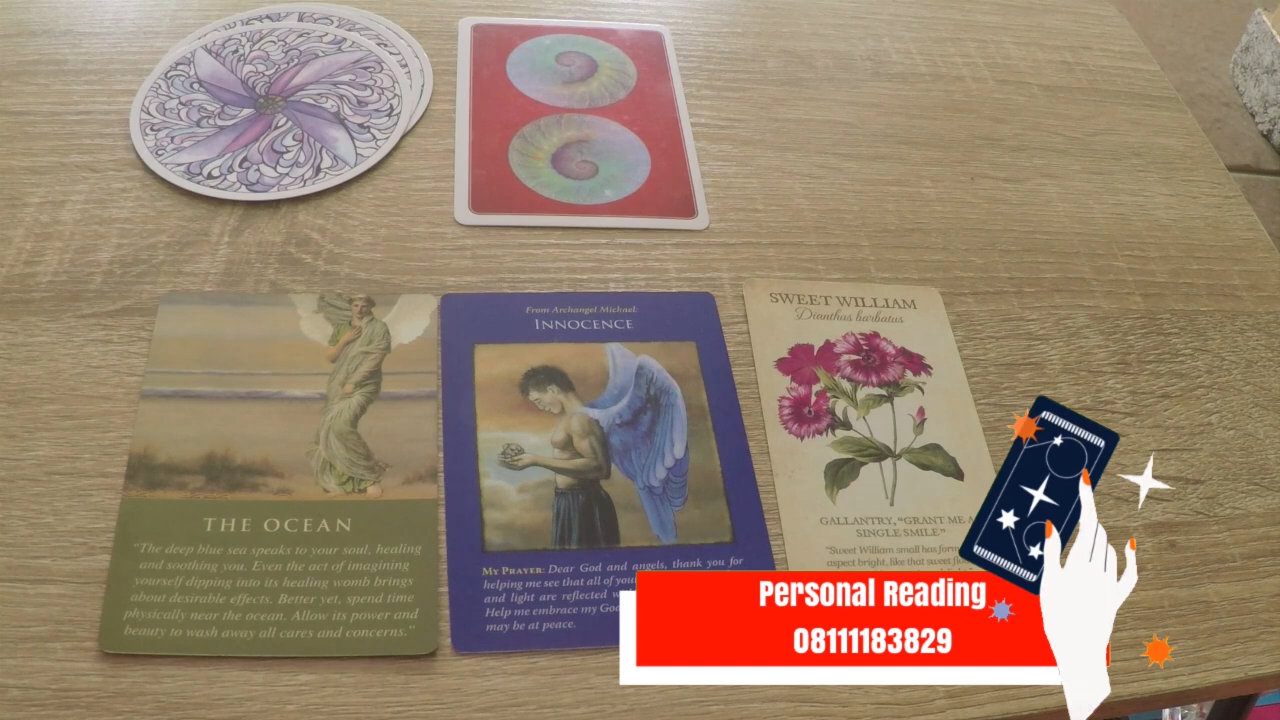 THE OCEAN
"The deep blue sea speaks to your soul, healing
and soothing you. Even the act of imagining
yourself dipping into its healing womb brings
about desirable effects. Better yet, spend time
physically near the ocean. Allow its power and
beauty to wash away all cares and concerns."
From Archangel Michael:
INNOCENCE
MY PRAYER: Dear God and angels, thank you for
helping me see that all of your
and light are reflected
Help me embrace my
may be at peace.
SWEET WILLIAM
Dianthus barbatus
GALLANTRY, "GRANT ME A
SINGLE SMILE"
"Sweet William small has
aspect bright, like that sweet
Personal Reading
08111183829